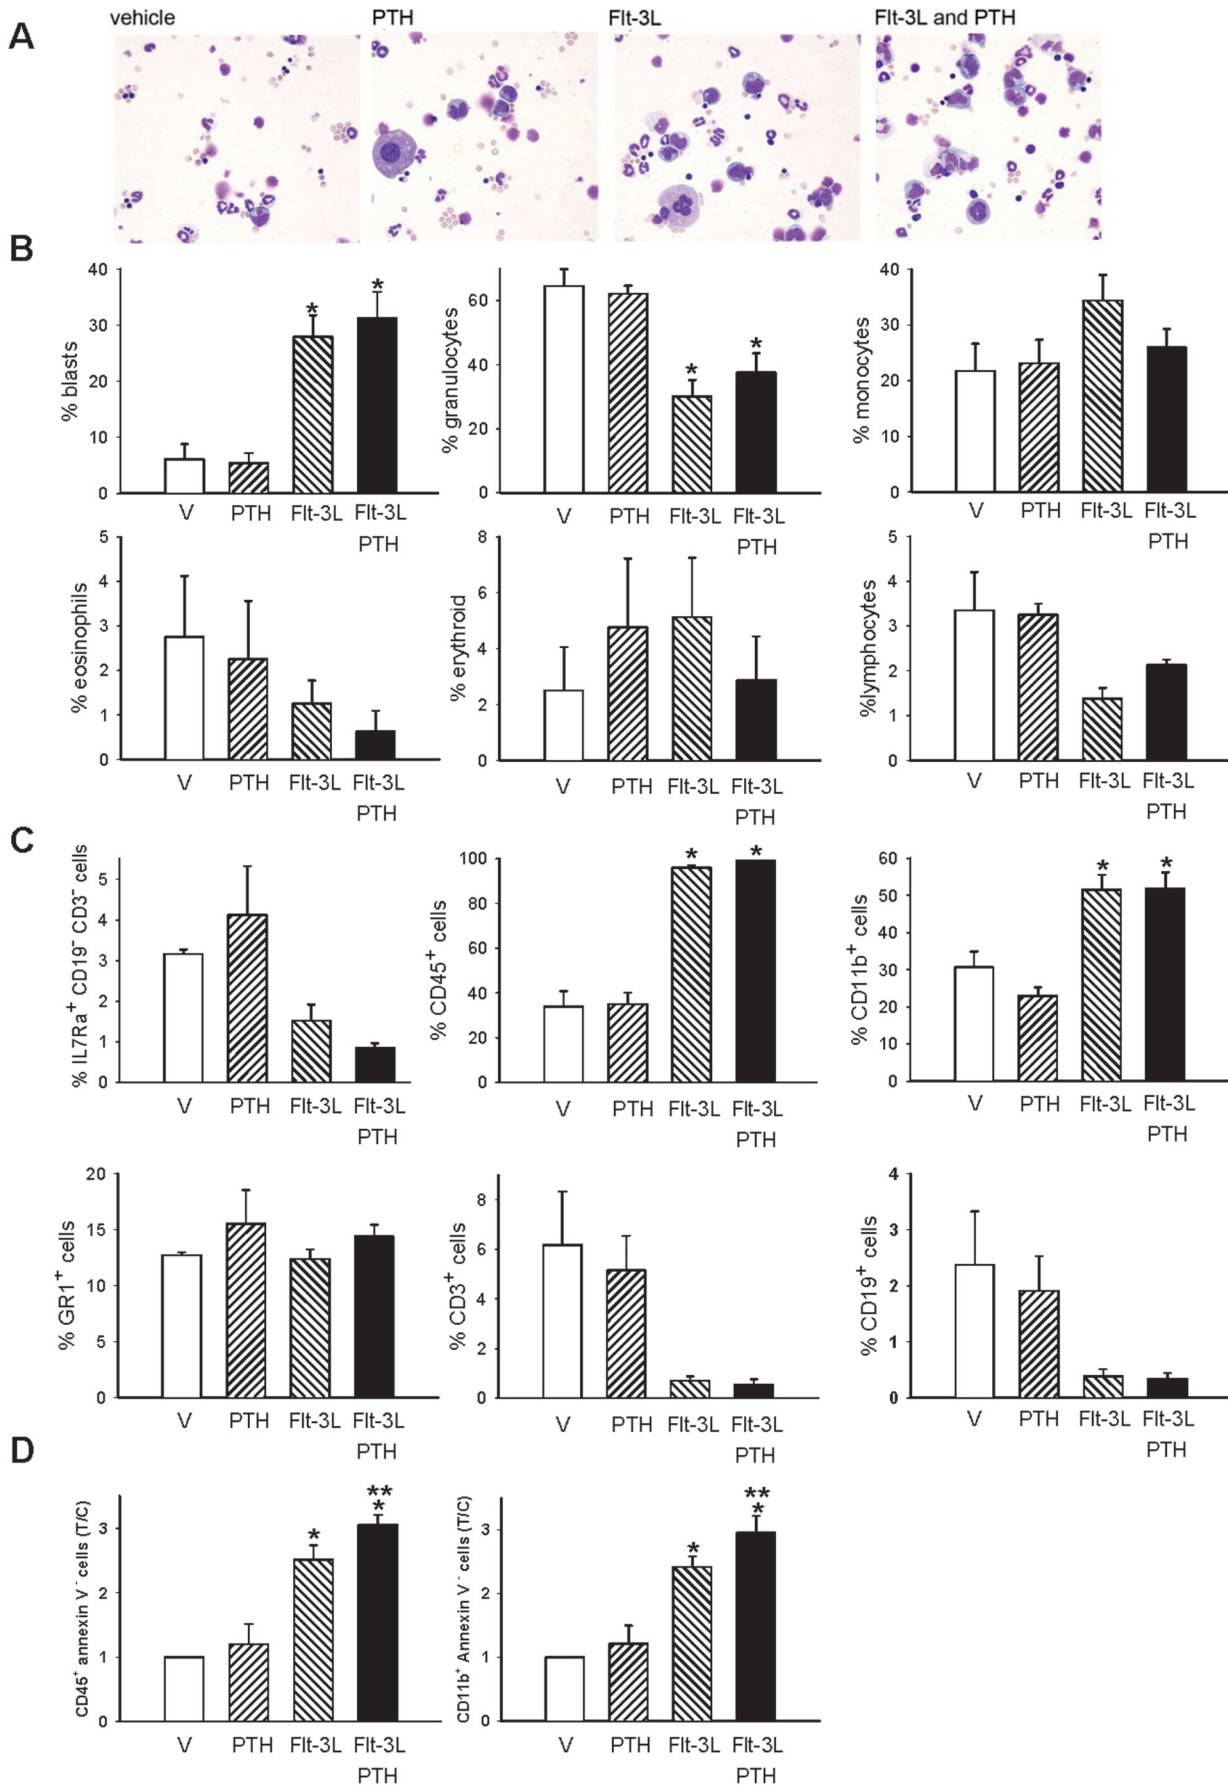 A
vehicle
PTH
Flt-3L
Flt-3L and PTH
B
% blasts
40
30
20
10
0
V
PTH
Flt-3L
Flt-3L
PTH
*
*
% granulocytes
60
40
20
0
V
PTH
Flt-3L
Flt-3L
PTH
*
*
% monocytes
40
30
20
10
0
V
PTH
Flt-3L
Flt-3L
PTH
% eosinophils
5
4
3
2
1
0
V
PTH
Flt-3L
Flt-3L
PTH
% erythroid
8
6
4
2
0
V
PTH
Flt-3L
Flt-3L
PTH
%lymphocytes
5
4
3
2
1
0
V
PTH
Flt-3L
Flt-3L
PTH
C
% IL7Ra⁺ CD19⁻ CD3⁻ cells
5
4
3
2
1
0
V
PTH
Flt-3L
Flt-3L
PTH
% CD45⁺ cells
100
80
60
40
20
0
V
PTH
Flt-3L
Flt-3L
PTH
*
*
% CD11b⁺ cells
60
50
40
30
20
10
0
V
PTH
Flt-3L
Flt-3L
PTH
*
*
% GR1⁺ cells
20
15
10
5
0
V
PTH
Flt-3L
Flt-3L
PTH
% CD3⁺ cells
8
6
4
2
0
V
PTH
Flt-3L
Flt-3L
PTH
% CD19⁺ cells
4
3
2
1
0
V
PTH
Flt-3L
Flt-3L
PTH
D
CD45⁺ annexin V⁻ cells (T/C)
3
2
1
0
V
PTH
Flt-3L
Flt-3L
PTH
*
**
*
CD11b⁺ Annexin V⁻ cells (T/C)
3
2
1
0
V
PTH
Flt-3L
Flt-3L
PTH
*
**
*